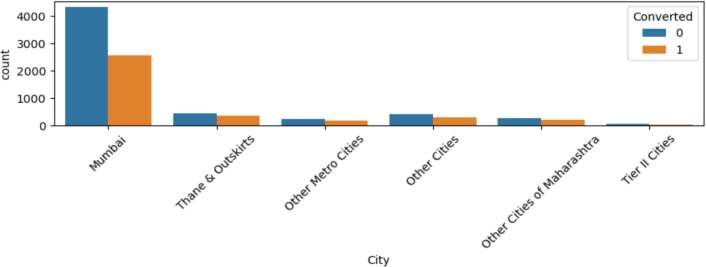 4000
3000
2000
1000
0
count
Converted
0
1
Mumbai
Thane & Outskirts
Other Metro Cities
Other Cities
Other Cities of Maharashtra
Tier II Cities
City